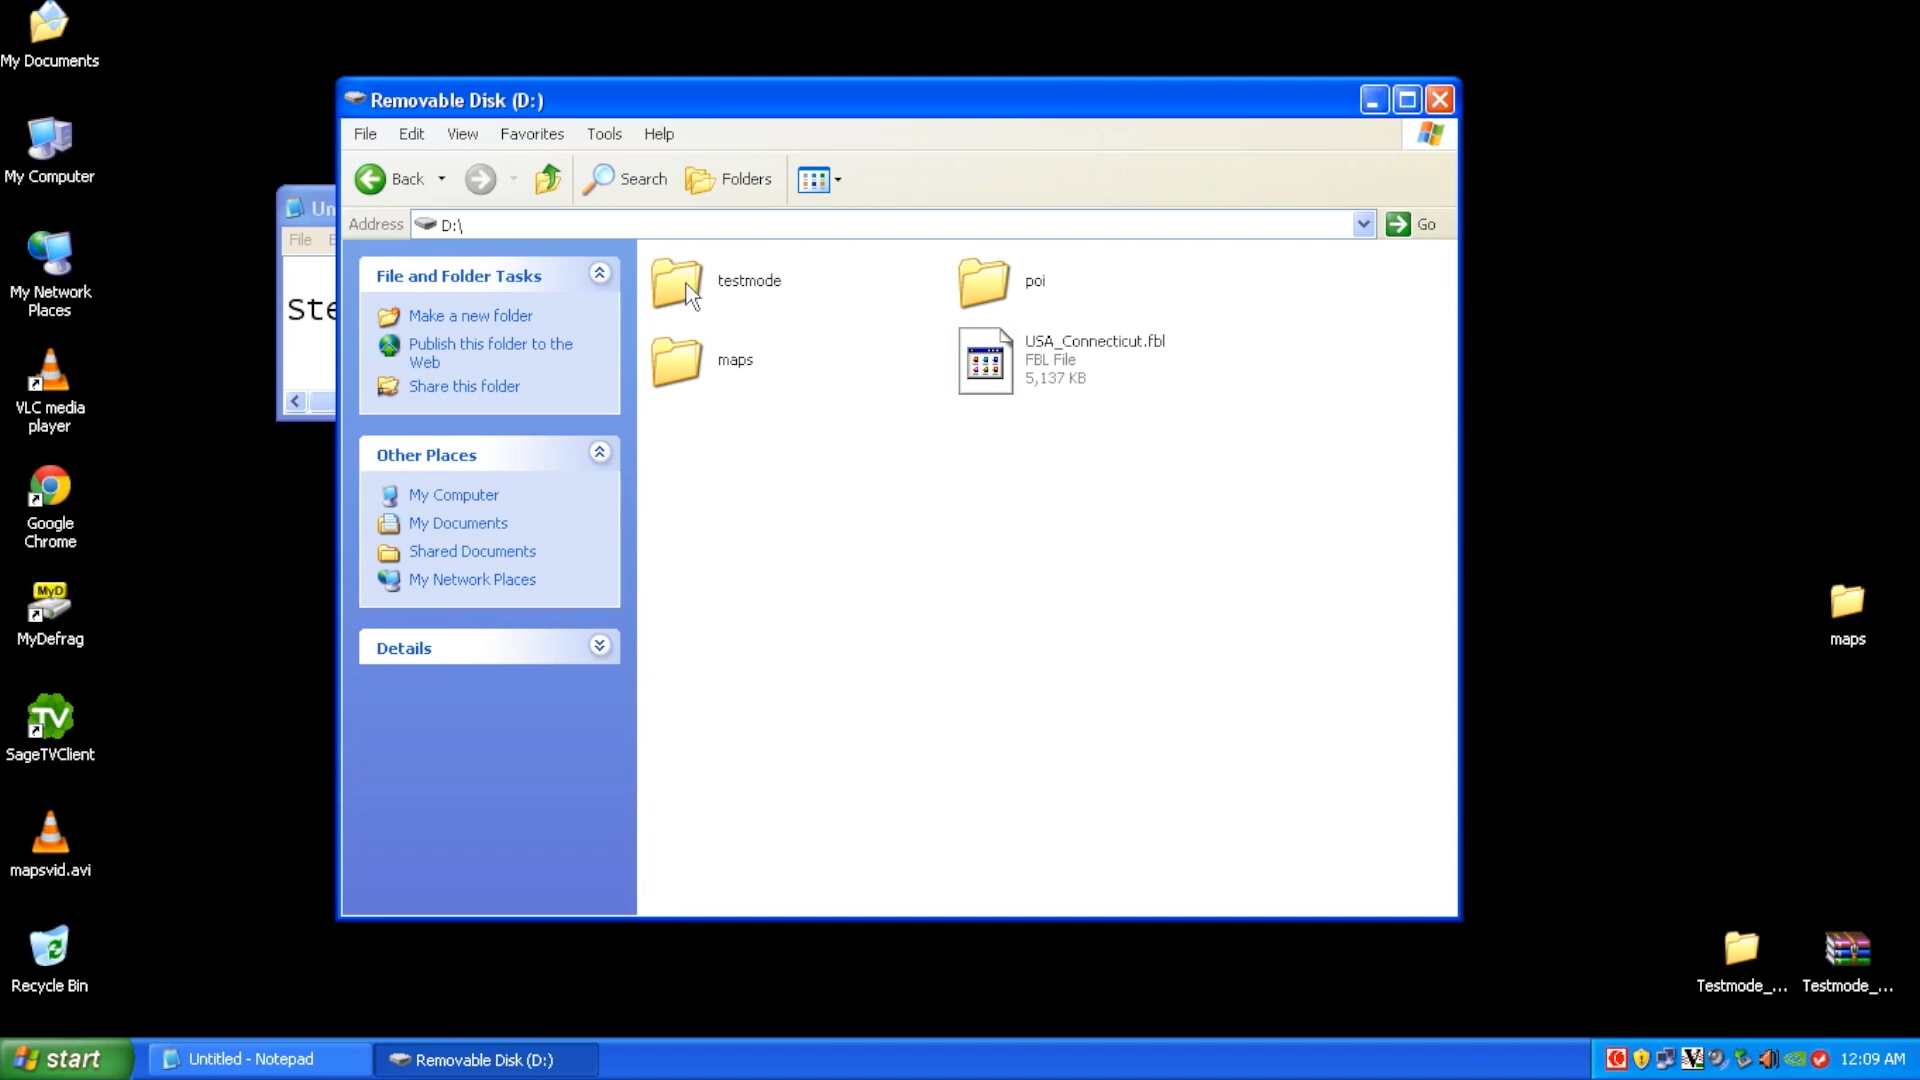 My Documents
My Computer
My Network
Places
VLC media
player
Google
Chrome
MyD
MyDefrag
TV
SageTVClient
mapsvid.avi
Recycle Bin
Un
File
Ste
Removable Disk (D:)
File Edit View Favorites Tools Help
Back Search Folders
Address D:\ Go
File and Folder Tasks
Make a new folder
Publish this folder to the
Web
Share this folder
Other Places
My Computer
My Documents
Shared Documents
My Network Places
Details
testmode
poi
maps
USA_Connecticut.fbl
FBL File
5,137 KB
maps
Testmode_...
Testmode_...
start
Untitled - Notepad
Removable Disk (D:)
12:09 AM